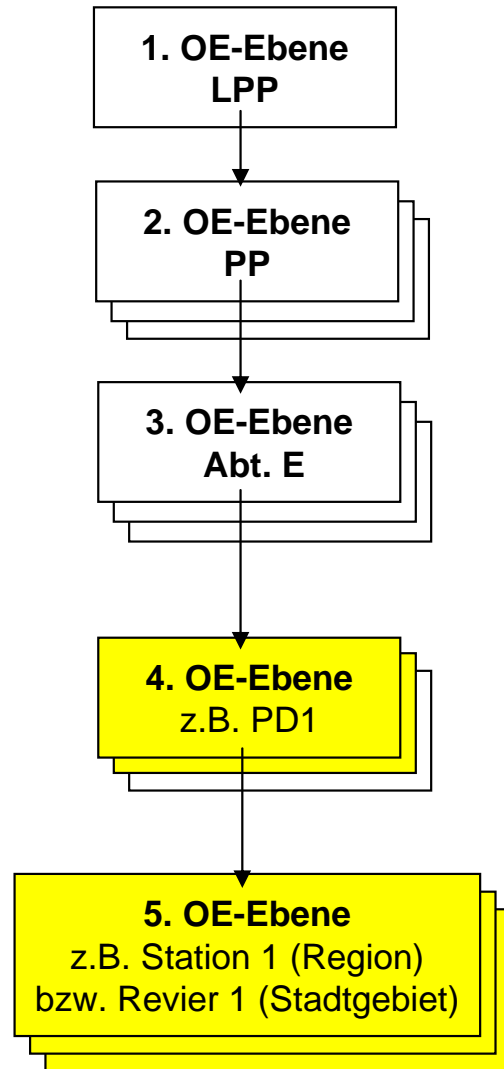 1. OE-Ebene
LPP
2. OE-Ebene
PP
3. OE-Ebene
Abt. E
4. OE-Ebene
z.B. PD1
5. OE-Ebene
z.B. Station 1 (Region)
bzw. Revier 1 (Stadtgebiet)